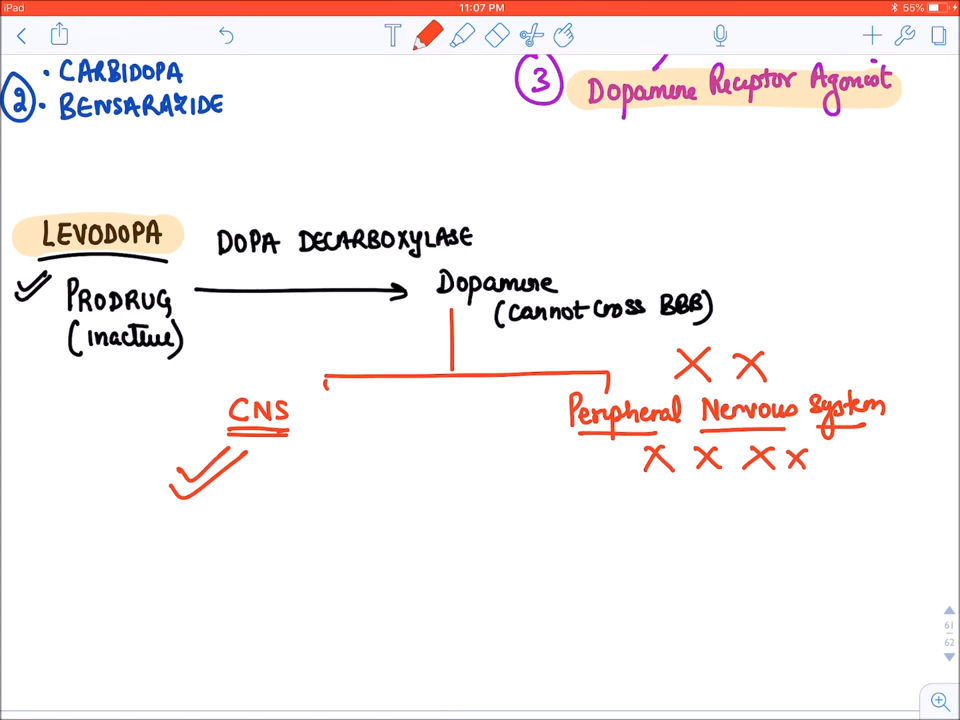 iPad 11:07 PM 55%
T
• CARBIDOPA
2 • BENSARAZIDE
3 Dopamine Receptor Agonist
LEVODOPA
DOPA DECARBOXYLASE
PRODRUG
(Inactive)
Dopamine
(Cannot Cross BBB)
X X
CNS
Peripheral Nervous System
X X X X
61
62